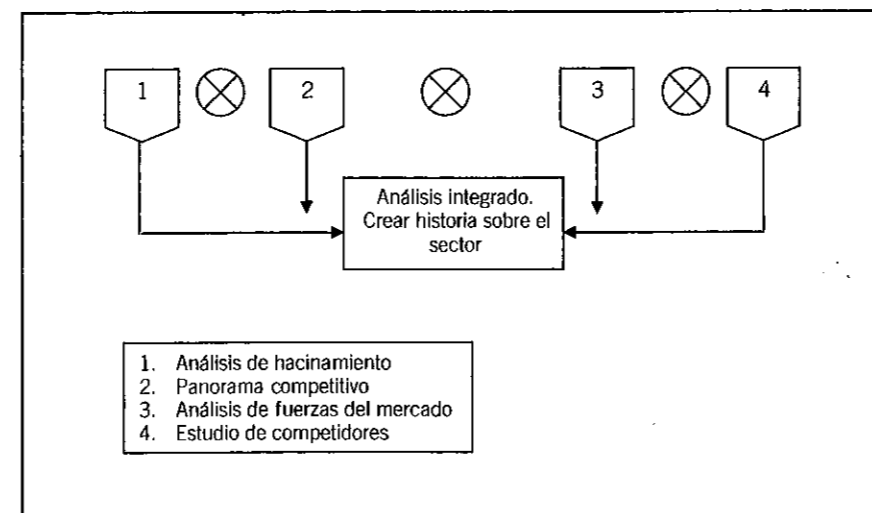 1
2
3
4
Análisis integrado.
Crear historia sobre el
sector
1. Análisis de hacinamiento
2. Panorama competitivo
3. Análisis de fuerzas del mercado
4. Estudio de competidores